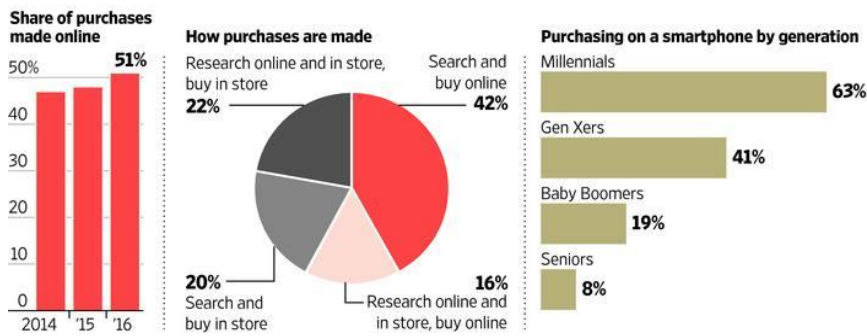 Share of purchases
made online
51%
50%
40
30
20
10
0
2014
'15
'16
How purchases are made
Research online and in store,
buy in store
22%
Search and
buy online
42%
20%
Search and
buy in store
16%
Research online and
in store, buy online
Purchasing on a smartphone by generation
Millennials
63%
Gen Xers
41%
Baby Boomers
19%
Seniors
8%